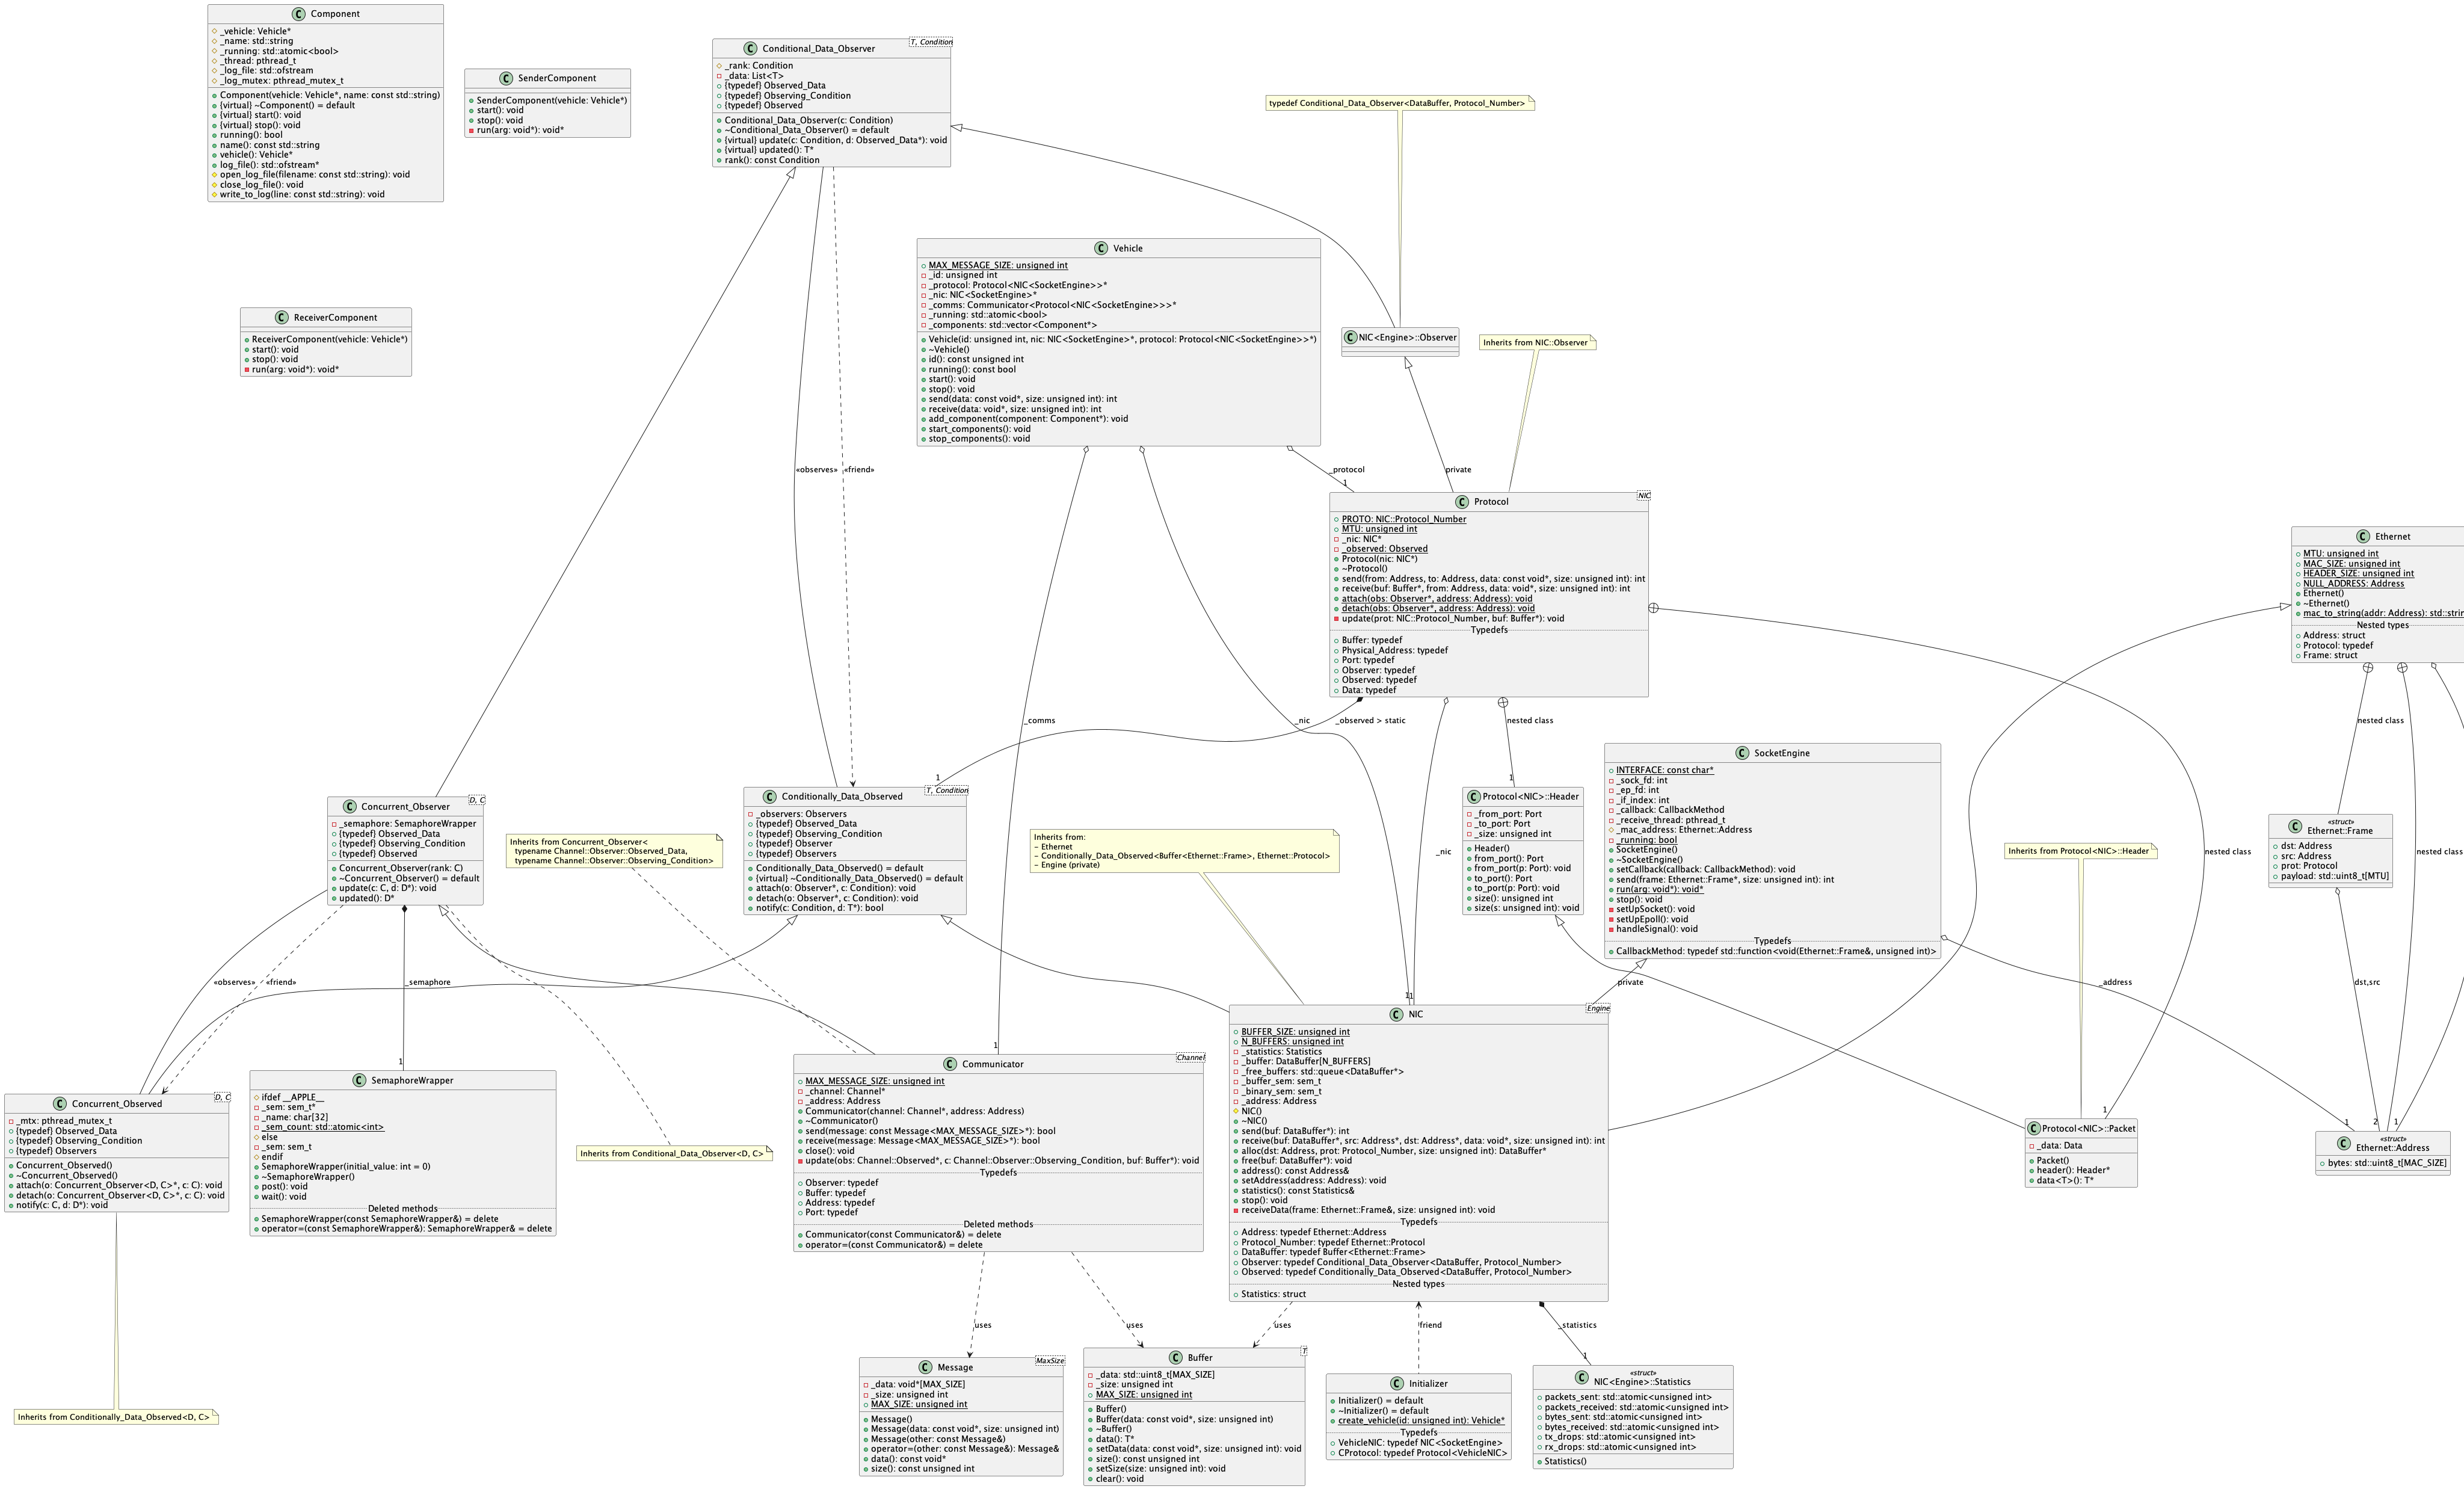 Component
_vehicle: Vehicle*
_name: std::string
_running: std::atomic<bool>
_thread: pthread_t
_log_file: std::ofstream
_log_mutex: pthread_mutex_t
Component(vehicle: Vehicle*, name: const std::string)
{virtual} ~Component() = default
{virtual} start(): void
{virtual} stop(): void
running(): bool
name(): const std::string
vehicle(): Vehicle*
log_file(): std::ofstream*
open_log_file(filename: const std::string): void
close_log_file(): void
write_to_log(line: const std::string): void
SenderComponent
SenderComponent(vehicle: Vehicle*)
start(): void
stop(): void
run(arg: void*): void*
Conditional_Data_Observer
T, Condition
_rank: Condition
_data: List<T>
{typedef} Observed_Data
{typedef} Observing_Condition
{typedef} Observed
Conditional_Data_Observer(c: Condition)
~Conditional_Data_Observer() = default
{virtual} update(c: Condition, d: Observed_Data*): void
{virtual} updated(): T*
rank(): const Condition
typedef Conditional_Data_Observer<DataBuffer, Protocol_Number>
Vehicle
MAX_MESSAGE_SIZE: unsigned int
_id: unsigned int
_protocol: Protocol<NIC<SocketEngine>>*
_nic: NIC<SocketEngine>*
_comms: Communicator<Protocol<NIC<SocketEngine>>>*
_running: std::atomic<bool>
_components: std::vector<Component*>
Vehicle(id: unsigned int, nic: NIC<SocketEngine>*, protocol: Protocol<NIC<SocketEngine>>*)
~Vehicle()
id(): const unsigned int
running(): const bool
start(): void
stop(): void
send(data: const void*, size: unsigned int): int
receive(data: void*, size: unsigned int): int
add_component(component: Component*): void
start_components(): void
stop_components(): void
ReceiverComponent
ReceiverComponent(vehicle: Vehicle*)
start(): void
stop(): void
run(arg: void*): void*
NIC<Engine>::Observer
Inherits from NIC::Observer
«observes»
«friend»
_protocol
1
private
Protocol
NIC
PROTO: NIC::Protocol_Number
MTU: unsigned int
_nic: NIC*
_observed: Observed
Protocol(nic: NIC*)
~Protocol()
send(from: Address, to: Address, data: const void*, size: unsigned int): int
receive(buf: Buffer*, from: Address, data: void*, size: unsigned int): int
attach(obs: Observer*, address: Address): void
detach(obs: Observer*, address: Address): void
update(prot: NIC::Protocol_Number, buf: Buffer*): void
Typedefs
Buffer: typedef
Physical_Address: typedef
Port: typedef
Observer: typedef
Observed: typedef
Data: typedef
Ethernet
MTU: unsigned int
MAC_SIZE: unsigned int
HEADER_SIZE: unsigned int
NULL_ADDRESS: Address
Ethernet()
~Ethernet()
mac_to_string(addr: Address): std::strin
Nested types
Address: struct
Protocol: typedef
Frame: struct
_comms
_nic
_observed > static
nested class
nested class
1
1
SocketEngine
INTERFACE: const char*
_sock_fd: int
_ep_fd: int
_if_index: int
_callback: CallbackMethod
_receive_thread: pthread_t
_mac_address: Ethernet::Address
_running: bool
SocketEngine()
~SocketEngine()
setCallback(callback: CallbackMethod): void
send(frame: Ethernet::Frame*, size: unsigned int): int
run(arg: void*): void*
stop(): void
setUpSocket(): void
setUpEpoll(): void
handleSignal(): void
Typedefs
CallbackMethod: typedef std::function<void(Ethernet::Frame&, unsigned int)>
Concurrent_Observer
D, C
_semaphore: SemaphoreWrapper
{typedef} Observed_Data
{typedef} Observing_Condition
{typedef} Observed
Concurrent_Observer(rank: C)
~Concurrent_Observer() = default
update(c: C, d: D*): void
updated(): D*
Inherits from Concurrent_Observer<
typename Channel::Observer::Observed_Data,
typename Channel::Observer::Observing_Condition>
Conditionally_Data_Observed
T, Condition
_observers: Observers
{typedef} Observed_Data
{typedef} Observing_Condition
{typedef} Observer
{typedef} Observers
Conditionally_Data_Observed() = default
{virtual} ~Conditionally_Data_Observed() = default
attach(o: Observer*, c: Condition): void
detach(o: Observer*, c: Condition): void
notify(c: Condition, d: T*): bool
Inherits from:
- Ethernet
- Conditionally_Data_Observed<Buffer<Ethernet::Frame>, Ethernet::Protocol>
- Engine (private)
_nic
Protocol<NIC>::Header
_from_port: Port
_to_port: Port
_size: unsigned int
Header()
from_port(): Port
from_port(p: Port): void
to_port(): Port
to_port(p: Port): void
size(): unsigned int
size(s: unsigned int): void
Inherits from Protocol<NIC>::Header
nested class
«struct»
Ethernet::Frame
dst: Address
src: Address
prot: Protocol
payload: std::uint8_t[MTU]
nested class
«observes»
«friend»
_semaphore
private
_address
dst,src
1
1
1
1
NIC
Engine
BUFFER_SIZE: unsigned int
N_BUFFERS: unsigned int
_statistics: Statistics
_buffer: DataBuffer[N_BUFFERS]
_free_buffers: std::queue<DataBuffer*>
_buffer_sem: sem_t
_binary_sem: sem_t
_address: Address
NIC()
~NIC()
send(buf: DataBuffer*): int
receive(buf: DataBuffer*, src: Address*, dst: Address*, data: void*, size: unsigned int): int
alloc(dst: Address, prot: Protocol_Number, size: unsigned int): DataBuffer*
free(buf: DataBuffer*): void
address(): const Address&
setAddress(address: Address): void
statistics(): const Statistics&
stop(): void
receiveData(frame: Ethernet::Frame&, size: unsigned int): void
Typedefs
Address: typedef Ethernet::Address
Protocol_Number: typedef Ethernet::Protocol
DataBuffer: typedef Buffer<Ethernet::Frame>
Observer: typedef Conditional_Data_Observer<DataBuffer, Protocol_Number>
Observed: typedef Conditionally_Data_Observed<DataBuffer, Protocol_Number>
Nested types
Statistics: struct
Concurrent_Observed
D, C
_mtx: pthread_mutex_t
{typedef} Observed_Data
{typedef} Observing_Condition
{typedef} Observers
Concurrent_Observed()
~Concurrent_Observed()
attach(o: Concurrent_Observer<D, C>*, c: C): void
detach(o: Concurrent_Observer<D, C>*, c: C): void
notify(c: C, d: D*): void
SemaphoreWrapper
ifdef __APPLE__
_sem: sem_t*
_name: char[32]
_sem_count: std::atomic<int>
else
_sem: sem_t
endif
SemaphoreWrapper(initial_value: int = 0)
~SemaphoreWrapper()
post(): void
wait(): void
Deleted methods
SemaphoreWrapper(const SemaphoreWrapper&) = delete
operator=(const SemaphoreWrapper&): SemaphoreWrapper& = delete
Inherits from Conditional_Data_Observer<D, C>
Communicator
Channel
MAX_MESSAGE_SIZE: unsigned int
_channel: Channel*
_address: Address
Communicator(channel: Channel*, address: Address)
~Communicator()
send(message: const Message<MAX_MESSAGE_SIZE>*): bool
receive(message: Message<MAX_MESSAGE_SIZE>*): bool
close(): void
update(obs: Channel::Observed*, c: Channel::Observer::Observing_Condition, buf: Buffer*): void
Typedefs
Observer: typedef
Buffer: typedef
Address: typedef
Port: typedef
Deleted methods
Communicator(const Communicator&) = delete
operator=(const Communicator&) = delete
1
Protocol<NIC>::Packet
_data: Data
Packet()
header(): Header*
data<T>(): T*
1
2
1
«struct»
Ethernet::Address
bytes: std::uint8_t[MAC_SIZE]
uses
uses
uses
friend
_statistics
1
Inherits from Conditionally_Data_Observed<D, C>
Message
MaxSize
_data: void*[MAX_SIZE]
_size: unsigned int
MAX_SIZE: unsigned int
Message()
Message(data: const void*, size: unsigned int)
Message(other: const Message&)
operator=(other: const Message&): Message&
data(): const void*
size(): const unsigned int
Buffer
T
_data: std::uint8_t[MAX_SIZE]
_size: unsigned int
MAX_SIZE: unsigned int
Buffer()
Buffer(data: const void*, size: unsigned int)
~Buffer()
data(): T*
setData(data: const void*, size: unsigned int): void
size(): const unsigned int
setSize(size: unsigned int): void
clear(): void
Initializer
Initializer() = default
~Initializer() = default
create_vehicle(id: unsigned int): Vehicle*
Typedefs
VehicleNIC: typedef NIC<SocketEngine>
CProtocol: typedef Protocol<VehicleNIC>
«struct»
NIC<Engine>::Statistics
packets_sent: std::atomic<unsigned int>
packets_received: std::atomic<unsigned int>
bytes_sent: std::atomic<unsigned int>
bytes_received: std::atomic<unsigned int>
tx_drops: std::atomic<unsigned int>
rx_drops: std::atomic<unsigned int>
Statistics()